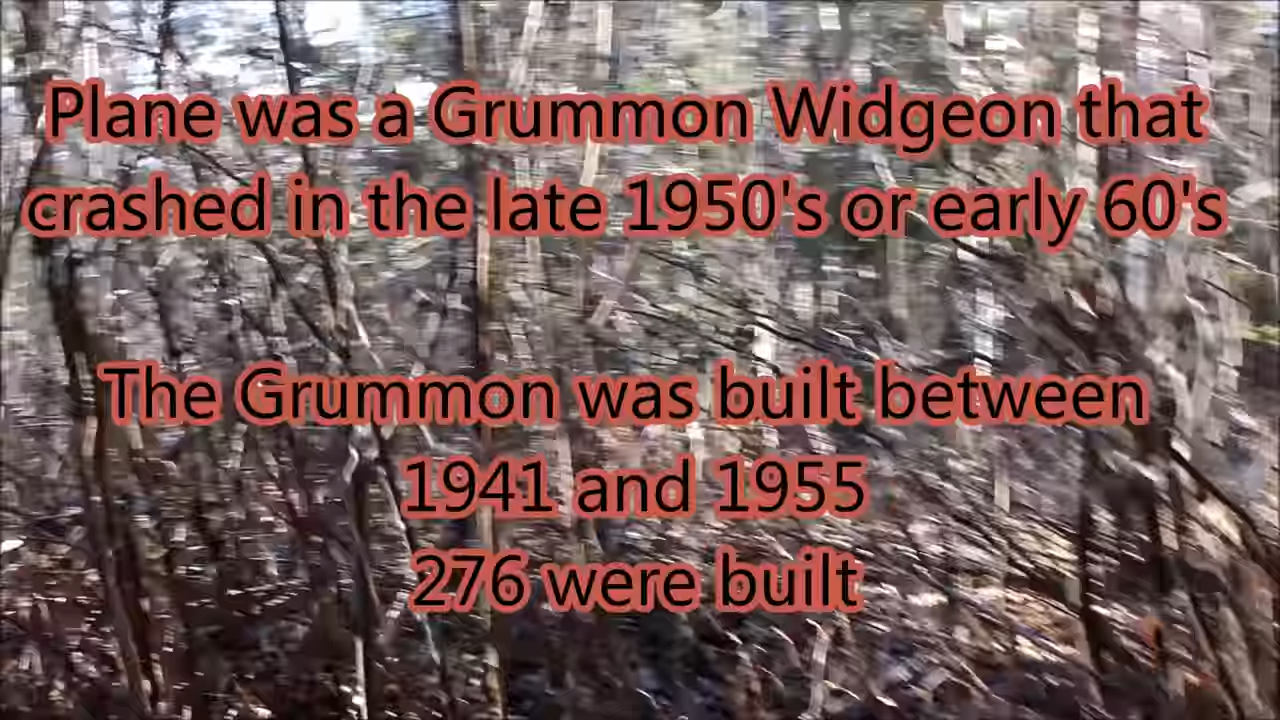 Plane was a Grummon Widgeon that
crashed in the late 1950's or early 60's
The Grummon was built between
1941 and 1955
276 were built